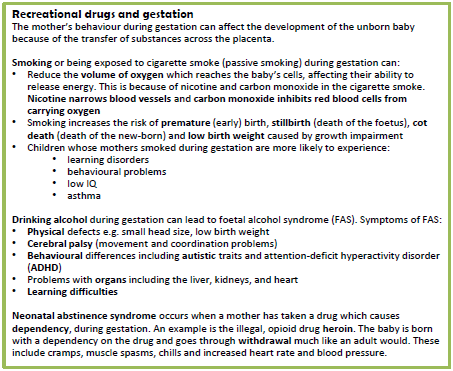 Recreational drugs and gestation
The mother's behaviour during gestation can affect the development of the unborn baby
because of the transfer of substances across the placenta.
Smoking or being exposed to cigarette smoke (passive smoking) during gestation can:
• Reduce the volume of oxygen which reaches the baby's cells, affecting their ability to
release energy. This is because of nicotine and carbon monoxide in the cigarette smoke.
Nicotine narrows blood vessels and carbon monoxide inhibits red blood cells from
carrying oxygen
• Smoking increases the risk of premature (early) birth, stillbirth (death of the foetus), cot
death (death of the new-born) and low birth weight caused by growth impairment
• Children whose mothers smoked during gestation are more likely to experience:
• learning disorders
• behavioural problems
• low IQ
• asthma
Drinking alcohol during gestation can lead to foetal alcohol syndrome (FAS). Symptoms of FAS:
• Physical defects e.g. small head size, low birth weight
• Cerebral palsy (movement and coordination problems)
• Behavioural differences including autistic traits and attention-deficit hyperactivity disorder
(ADHD)
• Problems with organs including the liver, kidneys, and heart
• Learning difficulties
Neonatal abstinence syndrome occurs when a mother has taken a drug which causes
dependency, during gestation. An example is the illegal, opioid drug heroin. The baby is born
with a dependency on the drug and goes through withdrawal much like an adult would. These
include cramps, muscle spasms, chills and increased heart rate and blood pressure.